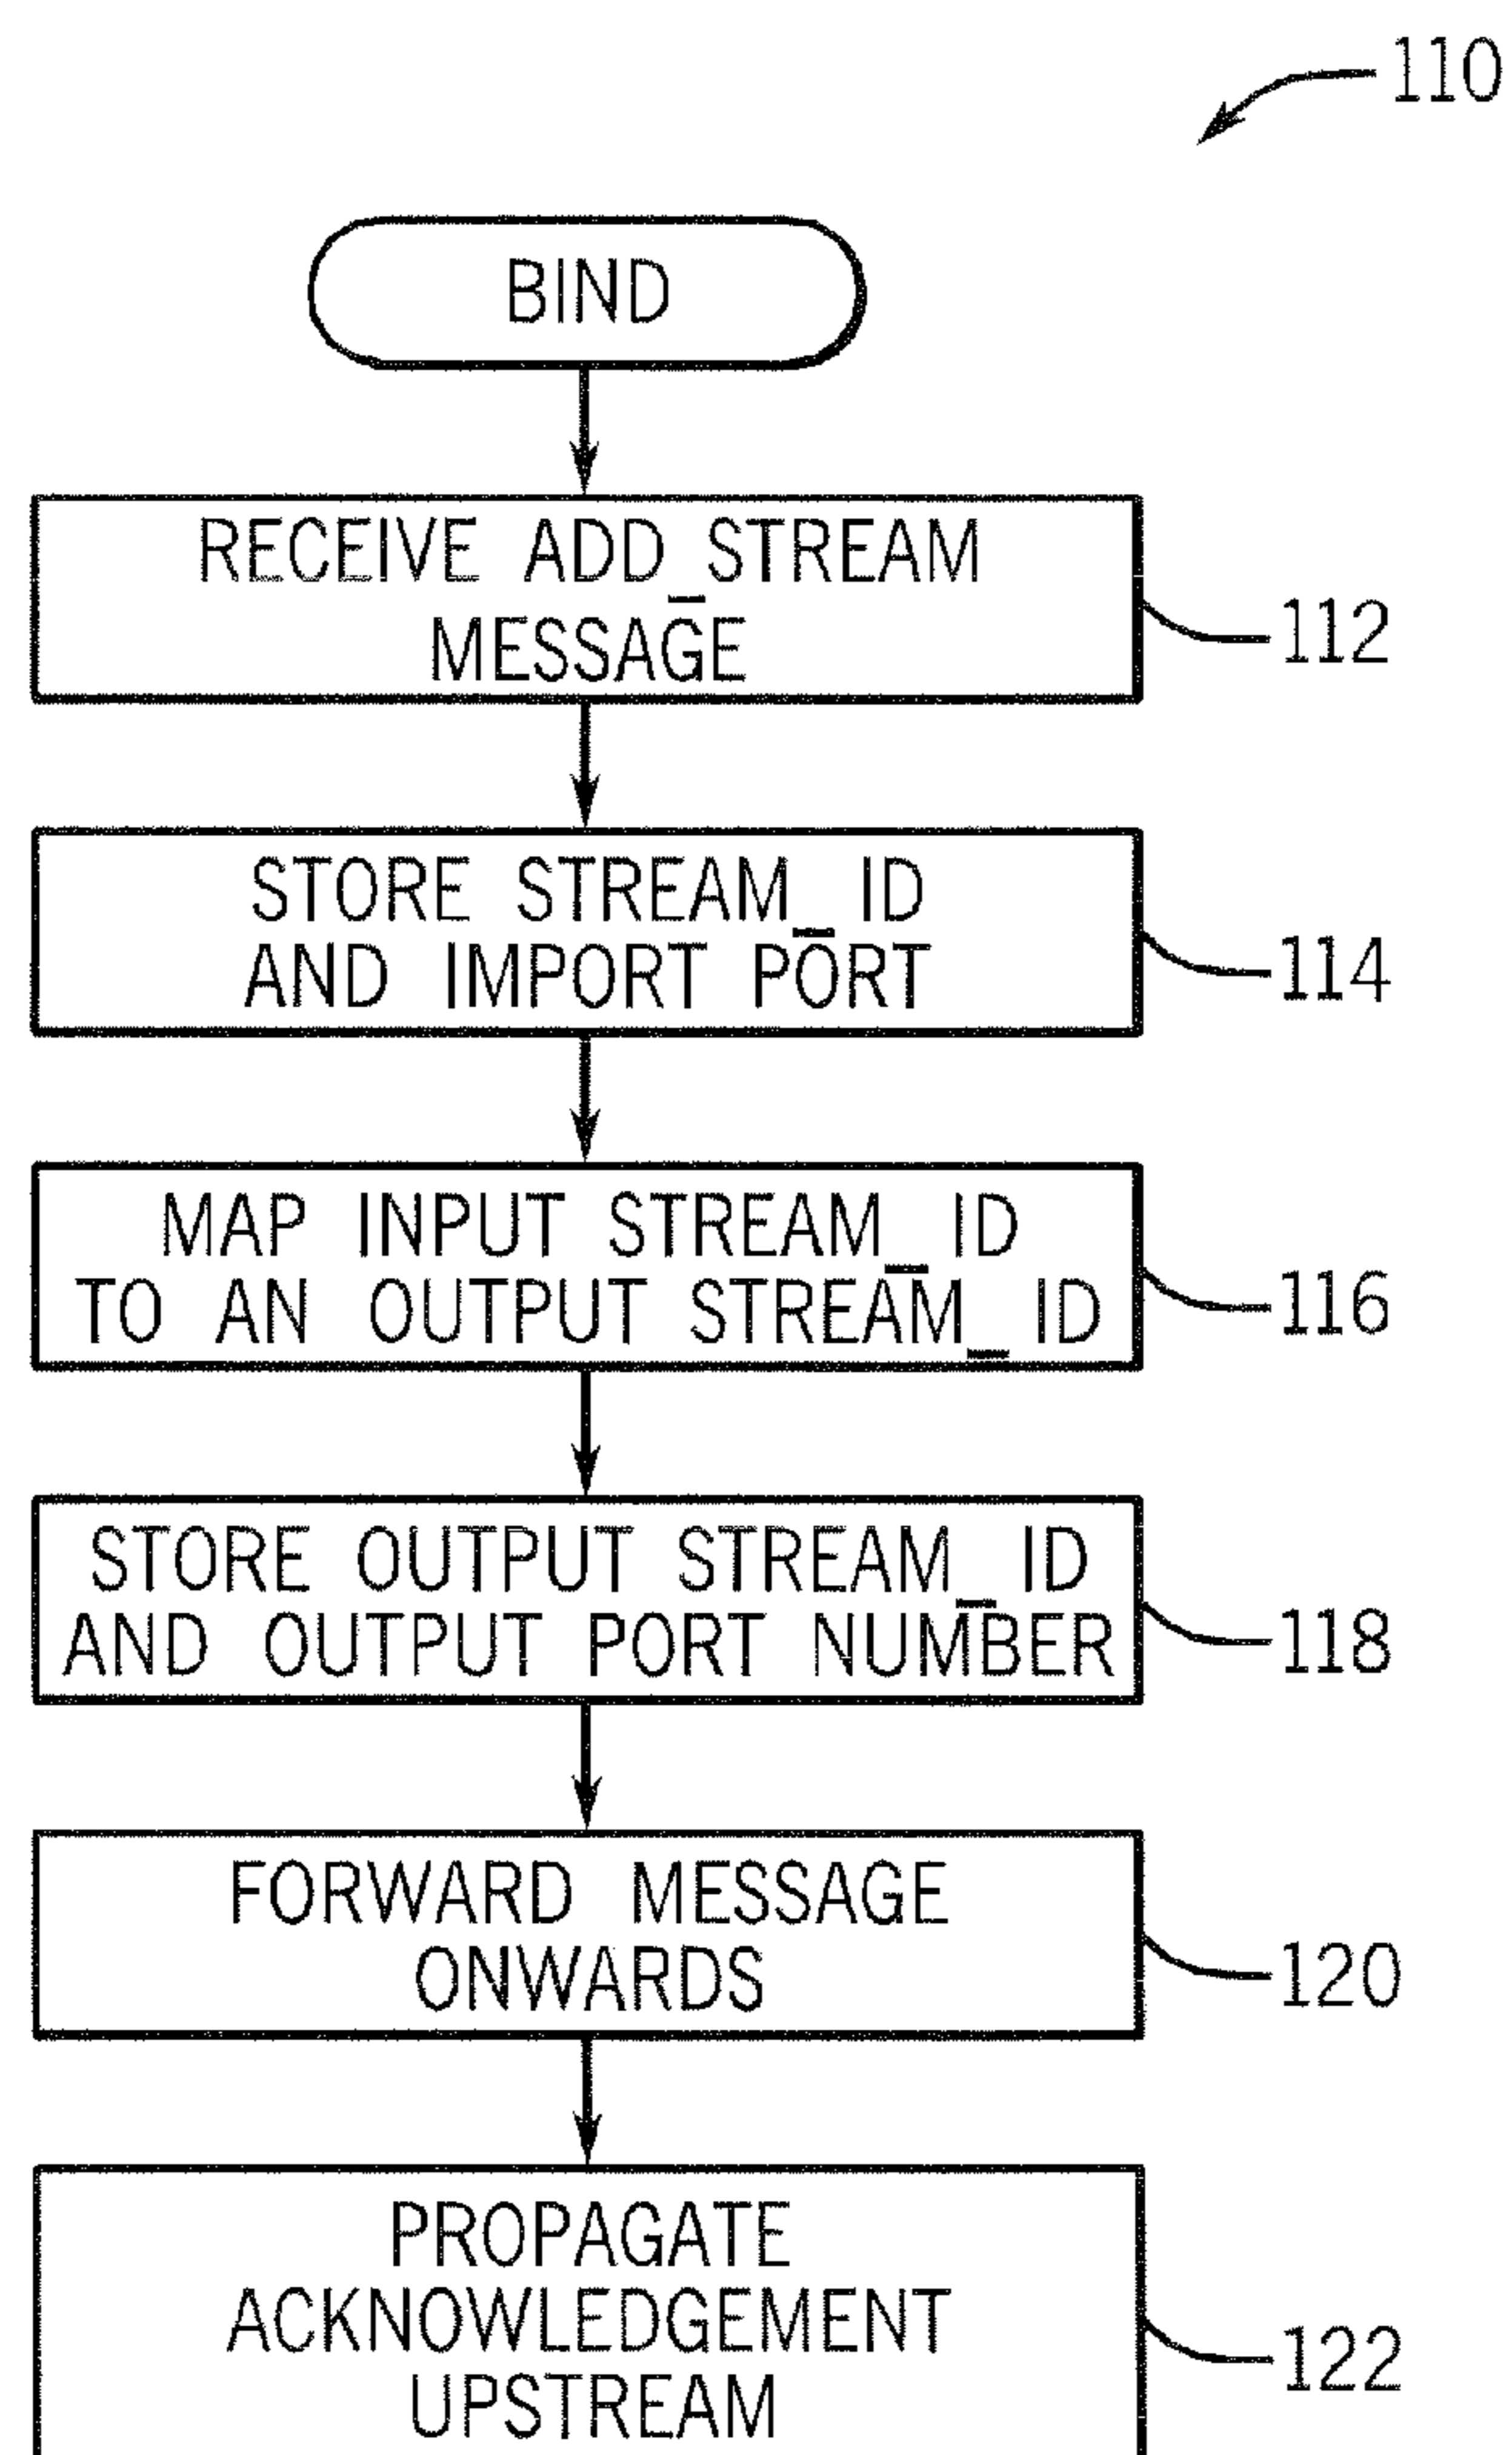 110
BIND
RECEIVE ADD_STREAM
MESSAGE
112
STORE STREAM_ID
AND IMPORT PORT
114
MAP INPUT STREAM_ID
TO AN OUTPUT STREAM_ID
116
STORE OUTPUT STREAM_ID
AND OUTPUT PORT NUMBER
118
FORWARD MESSAGE
ONWARDS
120
PROPAGATE
ACKNOWLEDGEMENT
UPSTREAM
122